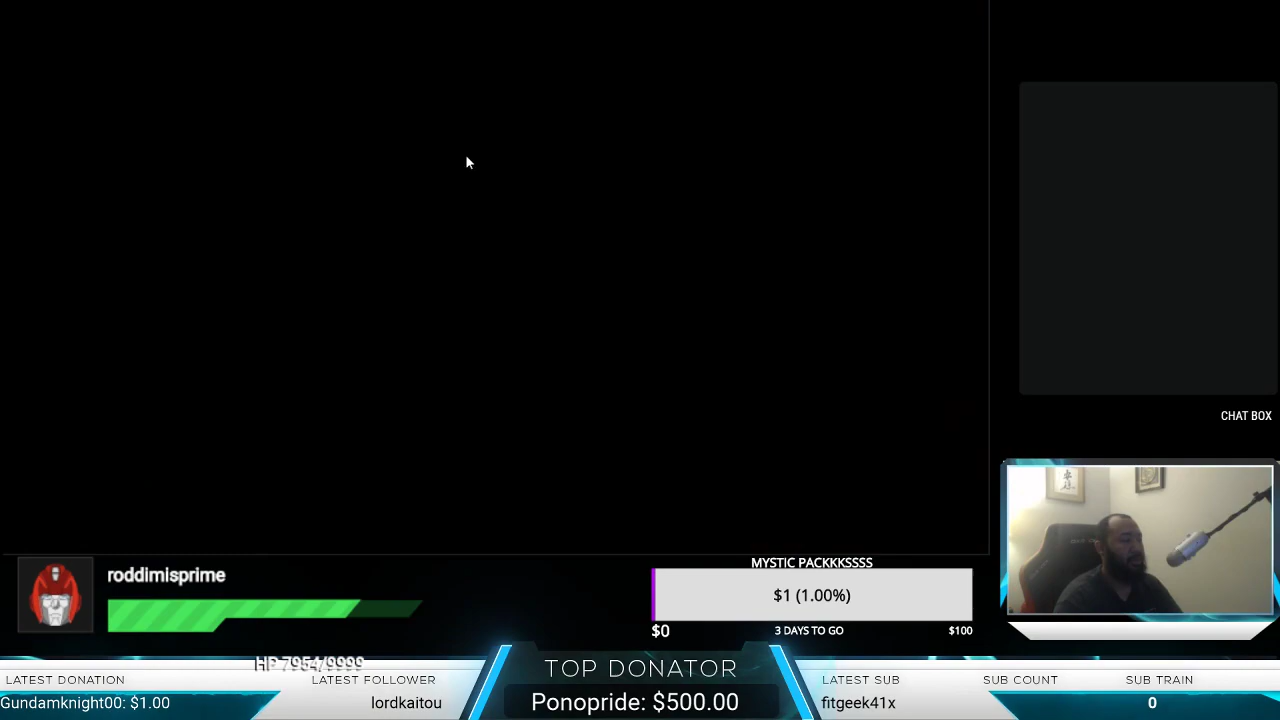 CHAT BOX
roddimisprime
HP 7954/9999
MYSTIC PACKKKSSSS
$1 (1.00%)
$0
3 DAYS TO GO
$100
LATEST DONATION
Gundamknight00: $1.00
LATEST FOLLOWER
lordkaitou
TOP DONATOR
Ponopride: $500.00
LATEST SUB
fitgeek41x
SUB COUNT
SUB TRAIN
0